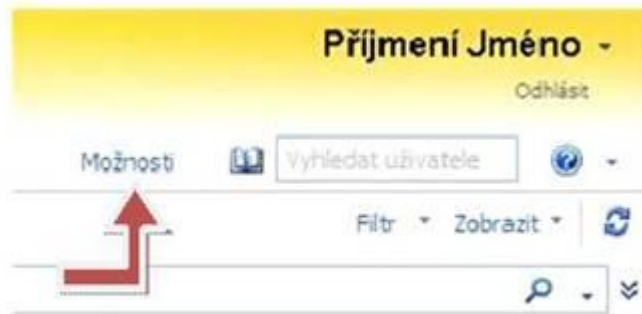 Příjmení Jméno
Odhlásit
Možnosti Vyhledat uživatele
Filtr Zobrazit